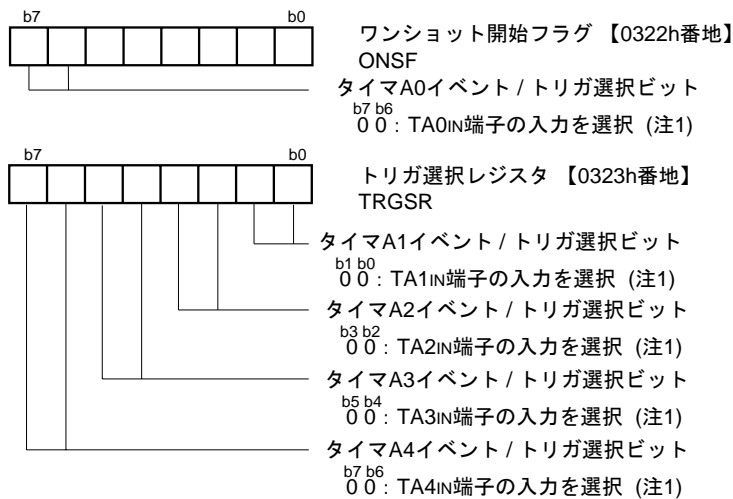 b7 b0
ワンショット開始フラグ 【0322h番地】
ONSF
タイマA0イベント / トリガ選択ビット
b7 b6
0 0 : TA0IN端子の入力を選択 (注1)
b7 b0
トリガ選択レジスタ 【0323h番地】
TRGSR
タイマA1イベント / トリガ選択ビット
b1 b0
0 0 : TA1IN端子の入力を選択 (注1)
タイマA2イベント / トリガ選択ビット
b3 b2
0 0 : TA2IN端子の入力を選択 (注1)
タイマA3イベント / トリガ選択ビット
b5 b4
0 0 : TA3IN端子の入力を選択 (注1)
タイマA4イベント / トリガ選択ビット
b7 b6
0 0 : TA4IN端子の入力を選択 (注1)